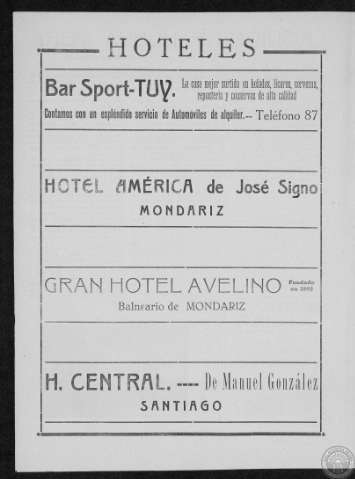 HOTELES
Bar Sport-TUY. La casa mejor surtida en helados, licores, cervezas,
repostería y conservas de alta calidad
Contamos con un espléndido servicio de Automóviles de alquiler.-- Teléfono 87
HOTEL AMÉRICA de José Signo
MONDARIZ
GRAN HOTEL AVELINO Fundado
en
Balneario de MONDARIZ
H. CENTRAL. ---- De Manuel González
SANTIAGO